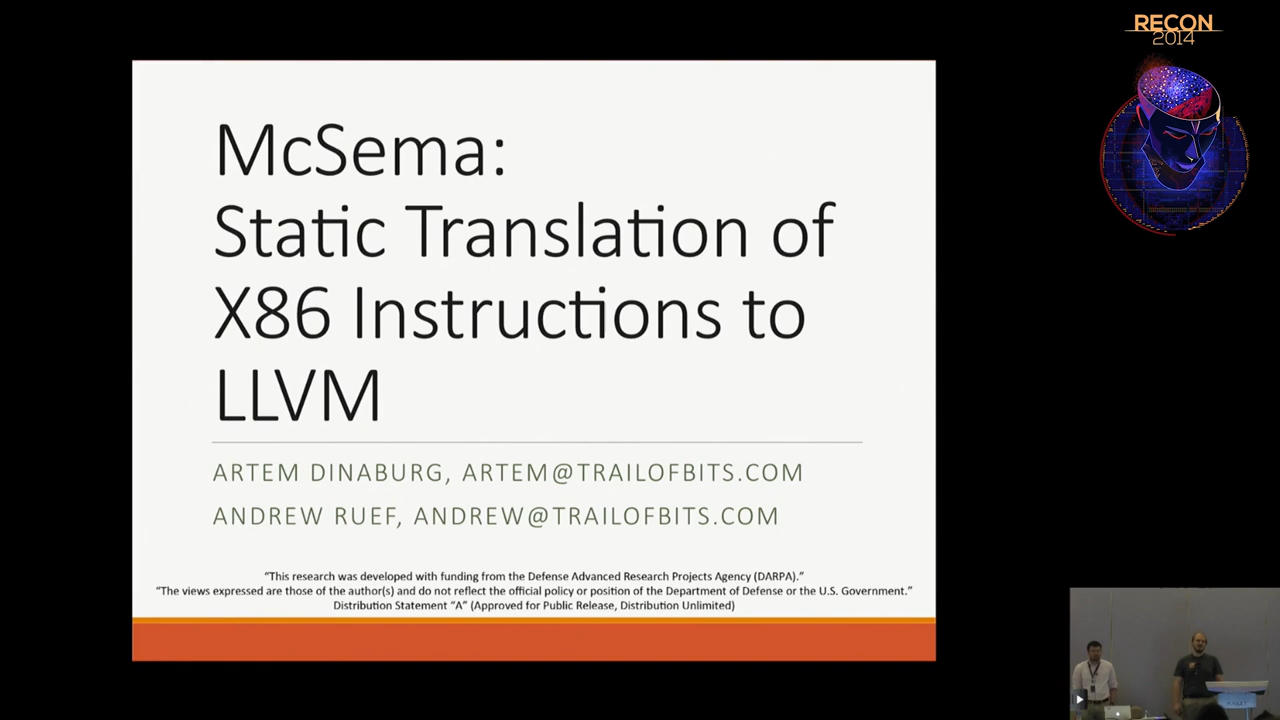 RECON
2014
McSema:
Static Translation of
X86 Instructions to
LLVM
ARTEM DINABURG, ARTEM@TRAILOFBITS.COM
ANDREW RUEF, ANDREW@TRAILOFBITS.COM
“This research was developed with funding from the Defense Advanced Research Projects Agency (DARPA).”
“The views expressed are those of the author(s) and do not reflect the official policy or position of the Department of Defense or the U.S. Government.”
Distribution Statement “A” (Approved for Public Release, Distribution Unlimited)